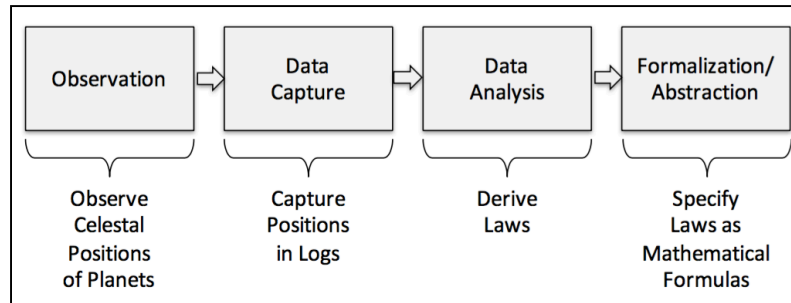 Observation
Data
Capture
Data
Analysis
Formalization/
Abstraction
Observe
Celestal
Positions
of Planets
Capture
Positions
in Logs
Derive
Laws
Specify
Laws as
Mathematical
Formulas